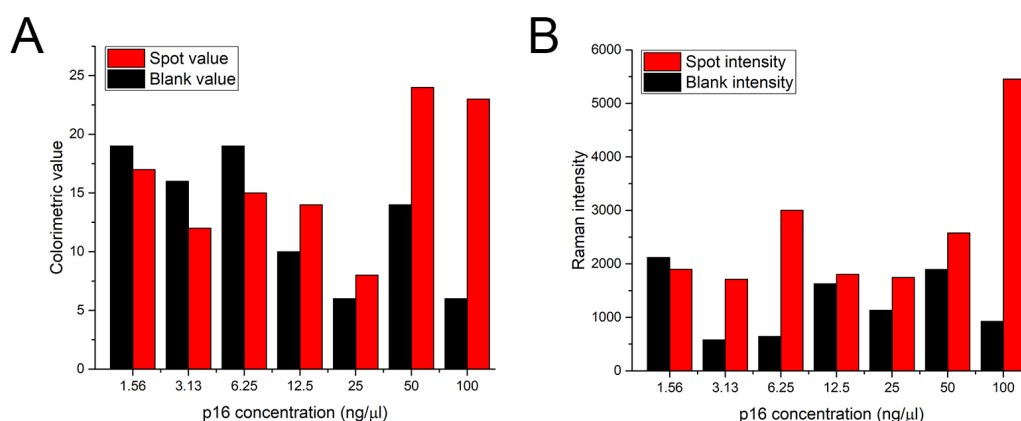 A
Spot value
Blank value
25
20
15
10
5
0
Colorimetric value
1.56 3.13 6.25 12.5 25 50 100
p16 concentration (ng/µl)
B
6000
Spot intensity
Blank intensity
5000
4000
3000
2000
1000
0
Raman intensity
1.56 3.13 6.25 12.5 25 50 100
p16 concentration (ng/µl)